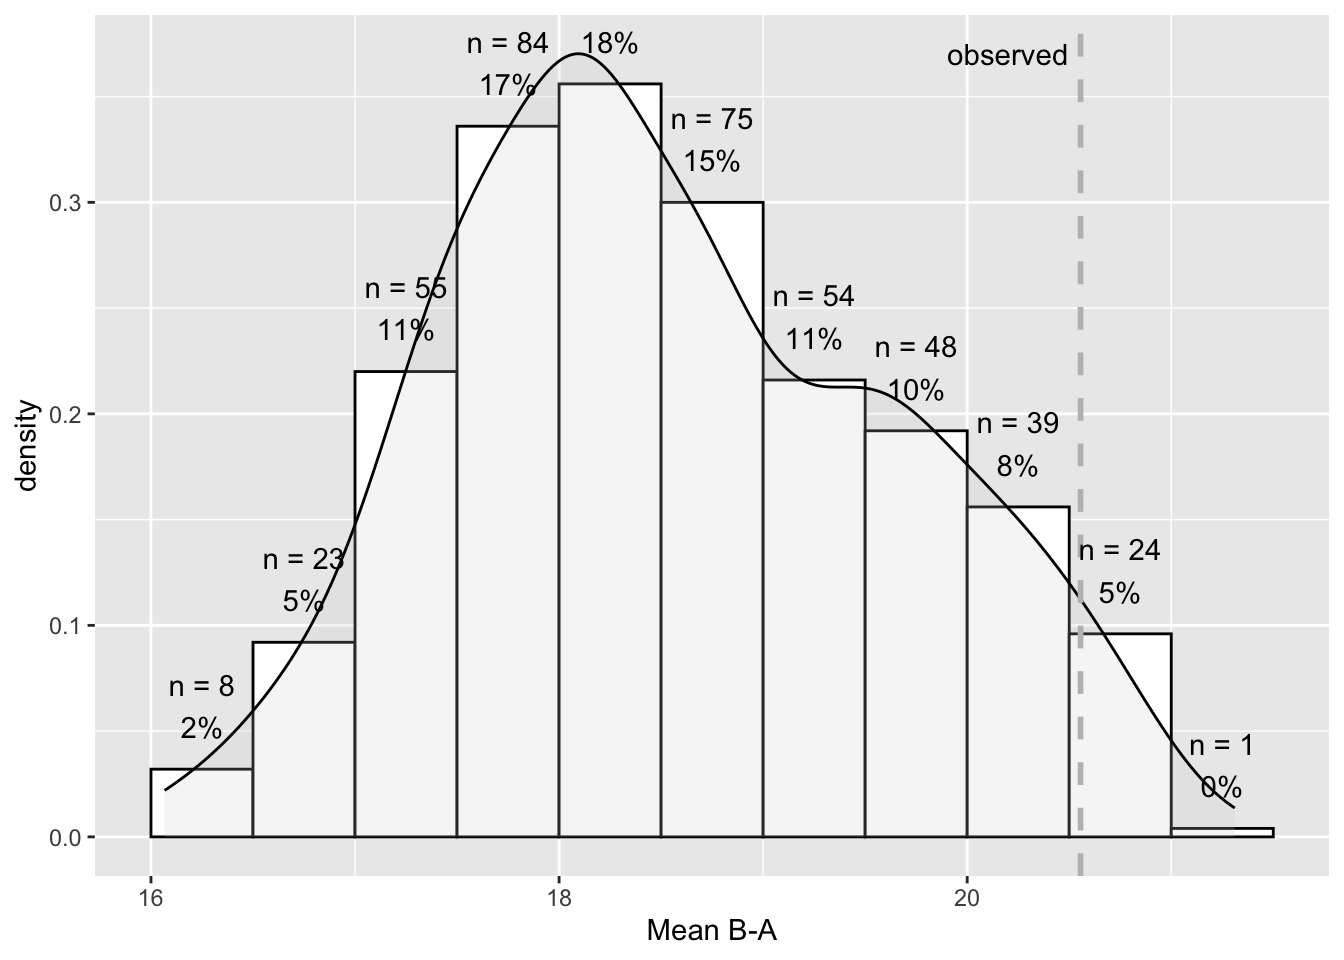 n = 84
18%
17%
observed
n = 75
15%
n = 55
11%
n = 54
11%
n = 48
10%
n = 39
8%
n = 23
5%
n = 24
5%
n = 8
2%
n = 1
0%
0.3
0.2
0.1
0.0
density
16
18
20
Mean B-A